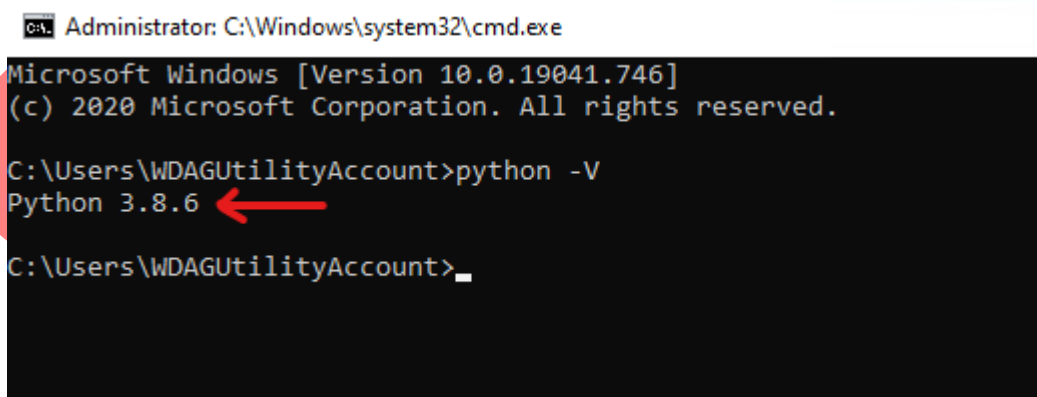 Administrator: C:\Windows\system32\cmd.exe
Microsoft Windows [Version 10.0.19041.746]
(c) 2020 Microsoft Corporation. All rights reserved.
C:\Users\WDAGUtilityAccount>python -V
Python 3.8.6
C:\Users\WDAGUtilityAccount>